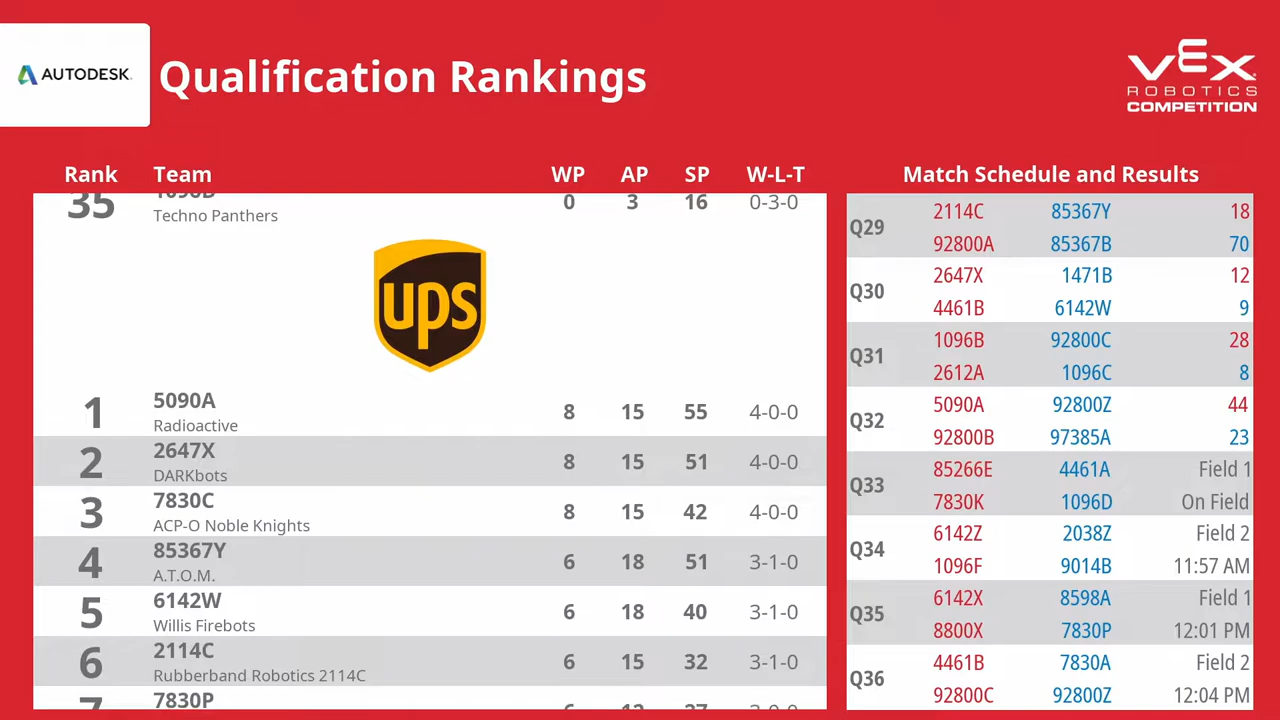 AUTODESK.
Qualification Rankings
VEX
ROBOTICS
COMPETITION
Rank Team WP AP SP W-L-T
35 0 3 16 0-3-0
Techno Panthers
ups
1 5090A 8 15 55 4-0-0
Radioactive
2 2647X 8 15 51 4-0-0
DARKbots
3 7830C 8 15 42 4-0-0
ACP-O Noble Knights
4 85367Y 6 18 51 3-1-0
A.T.O.M.
5 6142W 6 18 40 3-1-0
Willis Firebots
6 2114C 6 15 32 3-1-0
Rubberband Robotics 2114C
7830P
Match Schedule and Results
Q29 2114C 85367Y 18
92800A 85367B 70
Q30 2647X 1471B 12
4461B 6142W 9
Q31 1096B 92800C 28
2612A 1096C 8
Q32 5090A 92800Z 44
92800B 97385A 23
Q33 85266E 4461A Field 1
7830K 1096D On Field
Q34 6142Z 2038Z Field 2
1096F 9014B 11:57 AM
Q35 6142X 8598A Field 1
8800X 7830P 12:01 PM
Q36 4461B 7830A Field 2
92800C 92800Z 12:04 PM